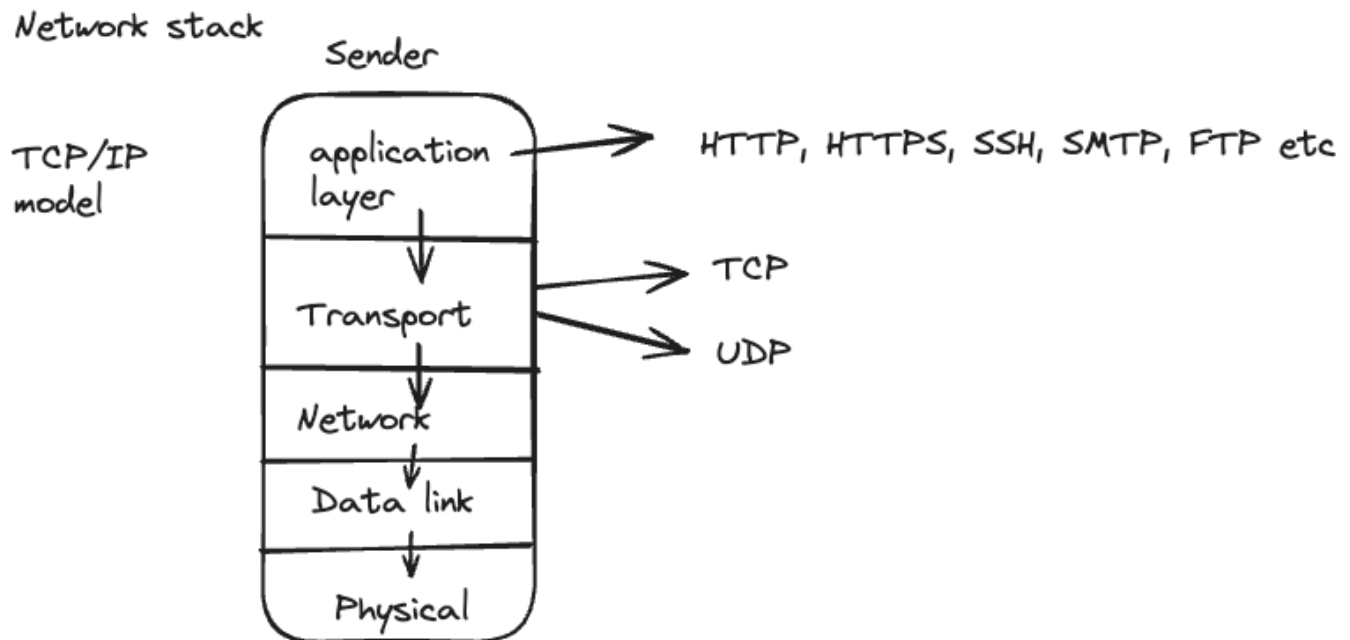 Network stack
Sender
TCP/IP
model
application
layer
HTTP, HTTPS, SSH, SMTP, FTP etc
TCP
Transport
UDP
Network
Data link
Physical